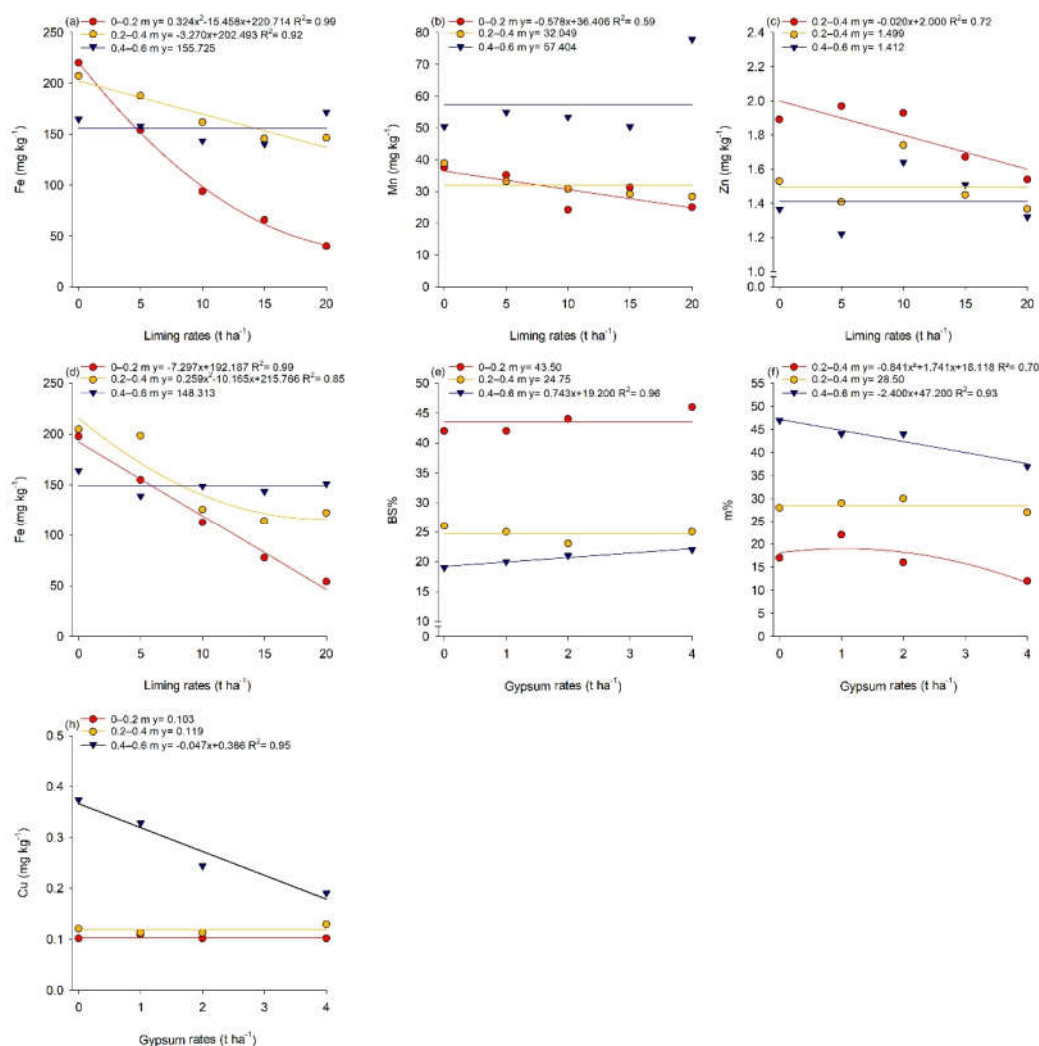 (a) 0–0.2 m y= 0.324x²-15.458x+220.714 R²= 0.99
0.2–0.4 m y= -3.270x+202.493 R²= 0.92
0.4–0.6 m y= 155.725
250
200
150
100
50
0
Fe (mg kg⁻¹)
0 5 10 15 20
Liming rates (t ha⁻¹)
(b) 0–0.2 m y= -0.578x+36.406 R²= 0.59
0.2–0.4 m y= 32.049
0.4–0.6 m y= 57.404
80
70
60
50
40
30
20
10
0
Mn (mg kg⁻¹)
0 5 10 15 20
Liming rates (t ha⁻¹)
(c) 0.2–0.4 m y= -0.020x+2.000 R²= 0.72
0.2–0.4 m y= 1.499
0.4–0.6 m y= 1.412
2.4
2.2
2.0
1.8
1.6
1.4
1.2
1.0
0.0
Zn (mg kg⁻¹)
0 5 10 15 20
Liming rates (t ha⁻¹)
(d) 0–0.2 m y= -7.297x+192.187 R²= 0.99
0.2–0.4 m y= 0.259x²-10.165x+215.766 R²= 0.85
0.4–0.6 m y= 148.313
250
200
150
100
50
0
Fe (mg kg⁻¹)
0 5 10 15 20
Liming rates (t ha⁻¹)
(e) 0–0.2 m y= 43.50
0.2–0.4 m y= 24.75
0.4–0.6 m y= 0.743x+19.200 R²= 0.96
50
45
40
35
30
25
20
15
10
0
BS%
0 1 2 3 4
Gypsum rates (t ha⁻¹)
(f) 0.2–0.4 m y= -0.841x²+1.741x+18.118 R²= 0.70
0.2–0.4 m y= 28.50
0.4–0.6 m y= -2.400x+47.200 R²= 0.93
55
50
45
40
35
30
25
20
15
10
5
0
m%
0 1 2 3 4
Gypsum rates (t ha⁻¹)
(h) 0–0.2 m y= 0.103
0.2–0.4 m y= 0.119
0.4–0.6 m y= -0.047x+0.366 R²= 0.95
0.5
0.4
0.3
0.2
0.1
0.0
Cu (mg kg⁻¹)
0 1 2 3 4
Gypsum rates (t ha⁻¹)